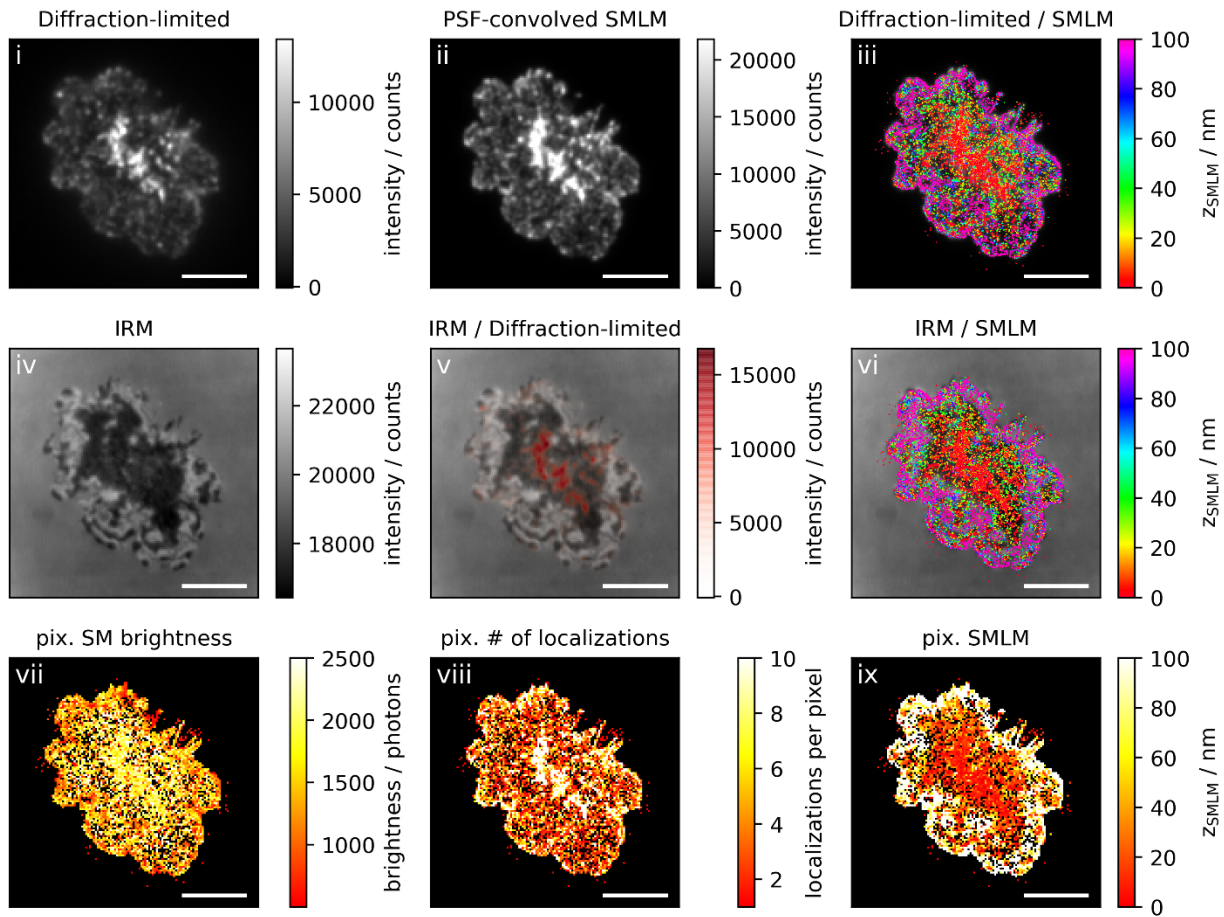 Diffraction-limited
PSF-convolved SMLM
Diffraction-limited / SMLM
i
10000
5000
0
intensity / counts
ii
20000
15000
10000
5000
0
intensity / counts
iii
100
80
60
40
20
0
zSMLM / nm
IRM
IRM / Diffraction-limited
IRM / SMLM
iv
22000
20000
18000
intensity / counts
v
15000
10000
5000
0
intensity / counts
vi
100
80
60
40
20
0
zSMLM / nm
pix. SM brightness
pix. # of localizations
pix. SMLM
vii
2500
2000
1500
1000
brightness / photons
viii
10
8
6
4
2
localizations per pixel
ix
100
80
60
40
20
0
zSMLM / nm